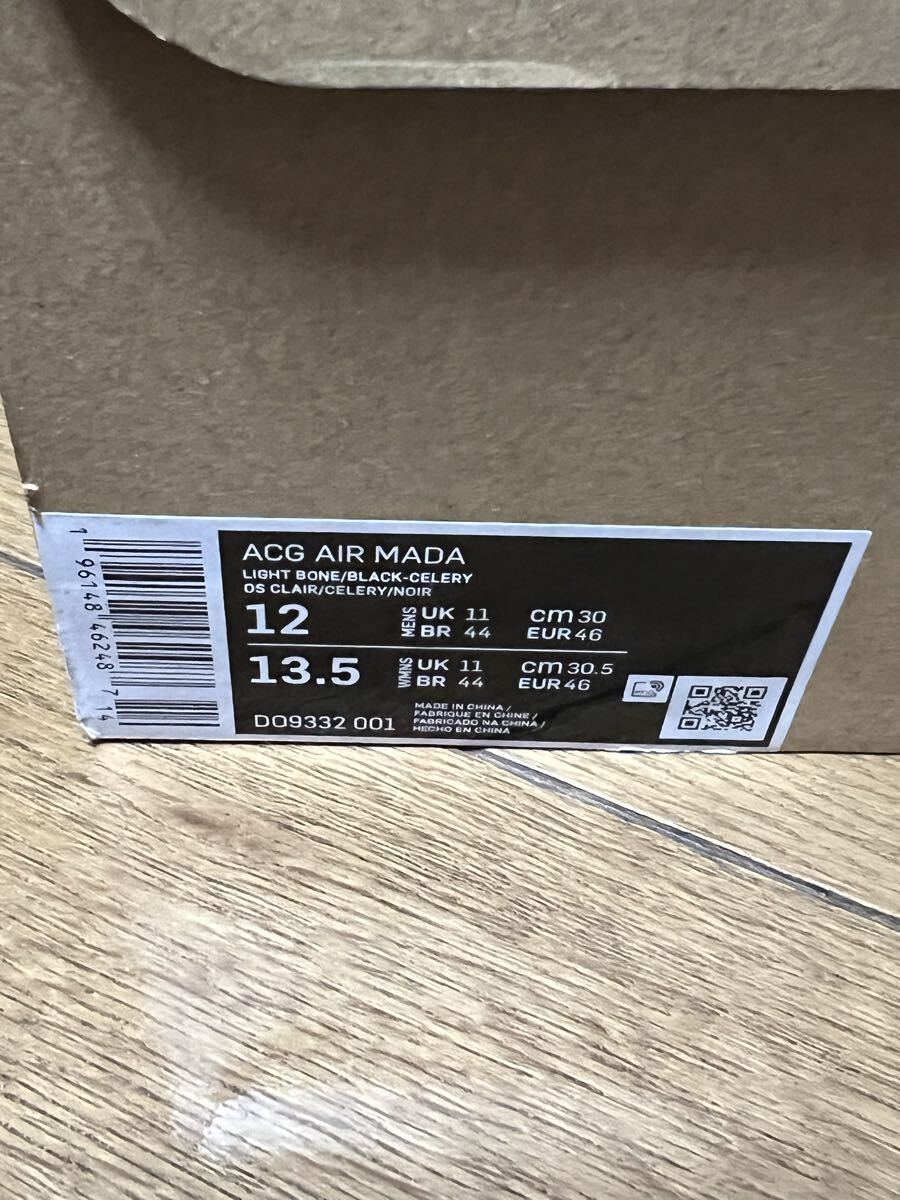 ACG AIR MADA
LIGHT BONE/BLACK-CELERY
OS CLAIR/CELERY/NOIR
12 MENS UK 11 cm 30
BR 44 EUR 46
13.5 WMNS UK 11 cm 30.5
BR 44 EUR 46
DO9332 001
MADE IN CHINA /
FABRIQUE EN CHINE /
FABRICADO NA CHINA /
HECHO EN CHINA
1 96148 46248 7 14